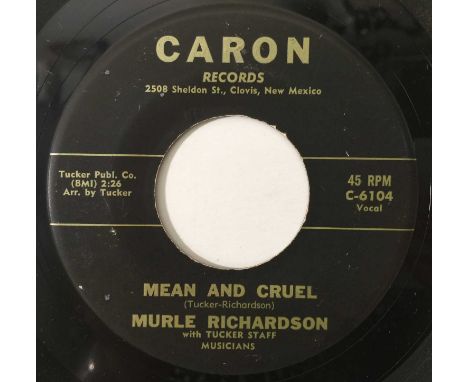 CARON
RECORDS
2508 Sheldon St., Clovis, New Mexico
Tucker Publ. Co.
(BMI) 2:26
Arr. by Tucker
45 RPM
C-6104
Vocal
MEAN AND CRUEL
(Tucker-Richardson)
MURLE RICHARDSON
with TUCKER STAFF
MUSICIANS